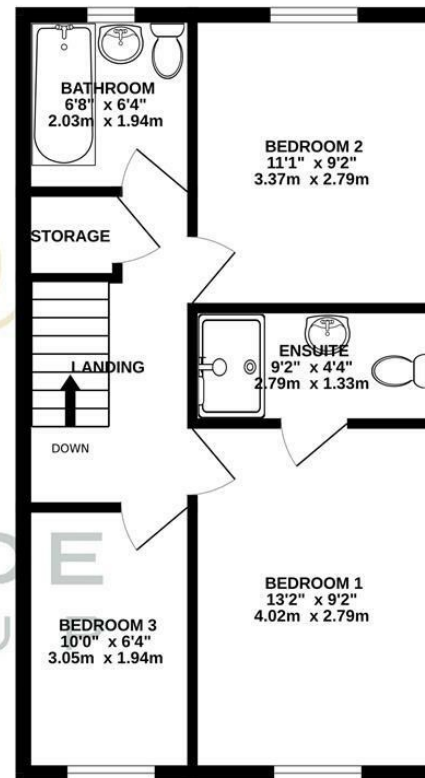 BATHROOM
6'8" x 6'4"
2.03m x 1.94m
BEDROOM 2
11'1" x 9'2"
3.37m x 2.79m
STORAGE
ENSUITE
9'2" x 4'4"
2.79m x 1.33m
LANDING
DOWN
BEDROOM 3
10'0" x 6'4"
3.05m x 1.94m
BEDROOM 1
13'2" x 9'2"
4.02m x 2.79m